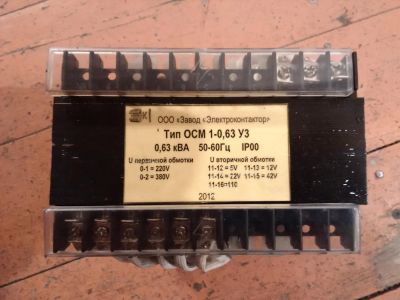 ЭК
ООО «Завод «Электроконтактор»
Тип ОСМ 1-0,63 У3
0,63 кВА 50-60Гц IP00
U первичной обмотки U вторичной обмотки
0-1 = 220V 11-12 = 5V 11-13 = 12V
0-2 = 380V 11-14 = 22V 11-15 = 42V
11-16=110
2012